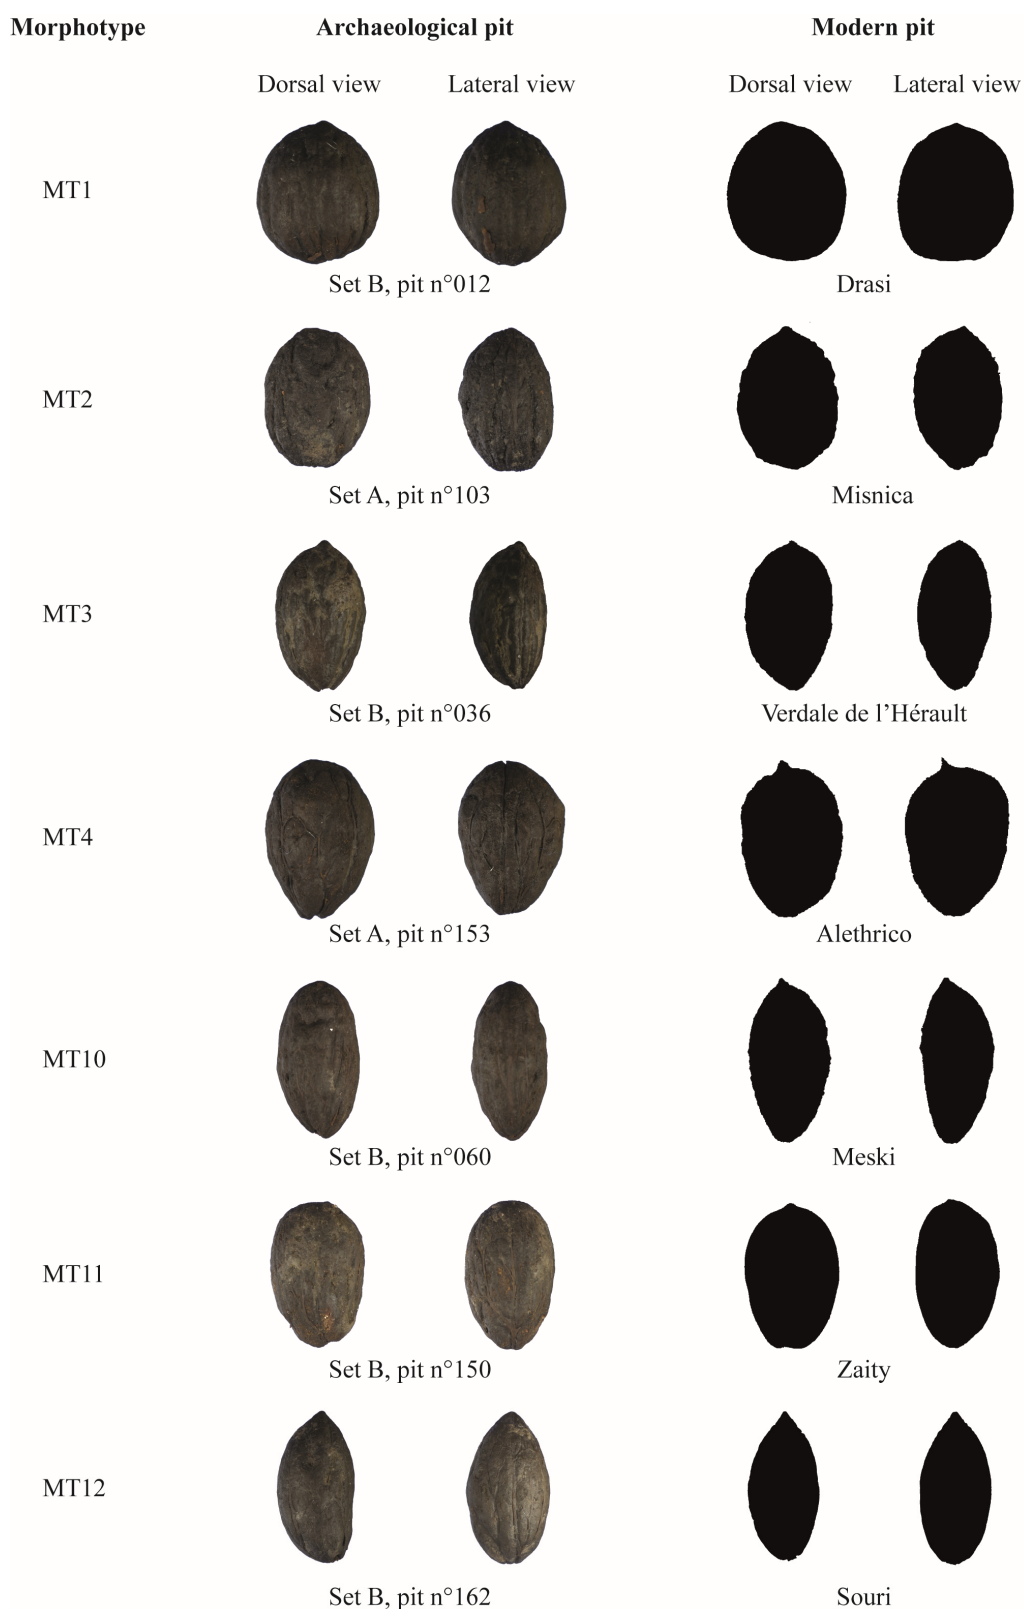 Morphotype Archaeological pit Modern pit
Dorsal view Lateral view Dorsal view Lateral view
MT1
Set B, pit n°012 Drasi
MT2
Set A, pit n°103 Misnica
MT3
Set B, pit n°036 Verdale de l’Hérault
MT4
Set A, pit n°153 Alethrico
MT10
Set B, pit n°060 Meski
MT11
Set B, pit n°150 Zaity
MT12
Set B, pit n°162 Souri